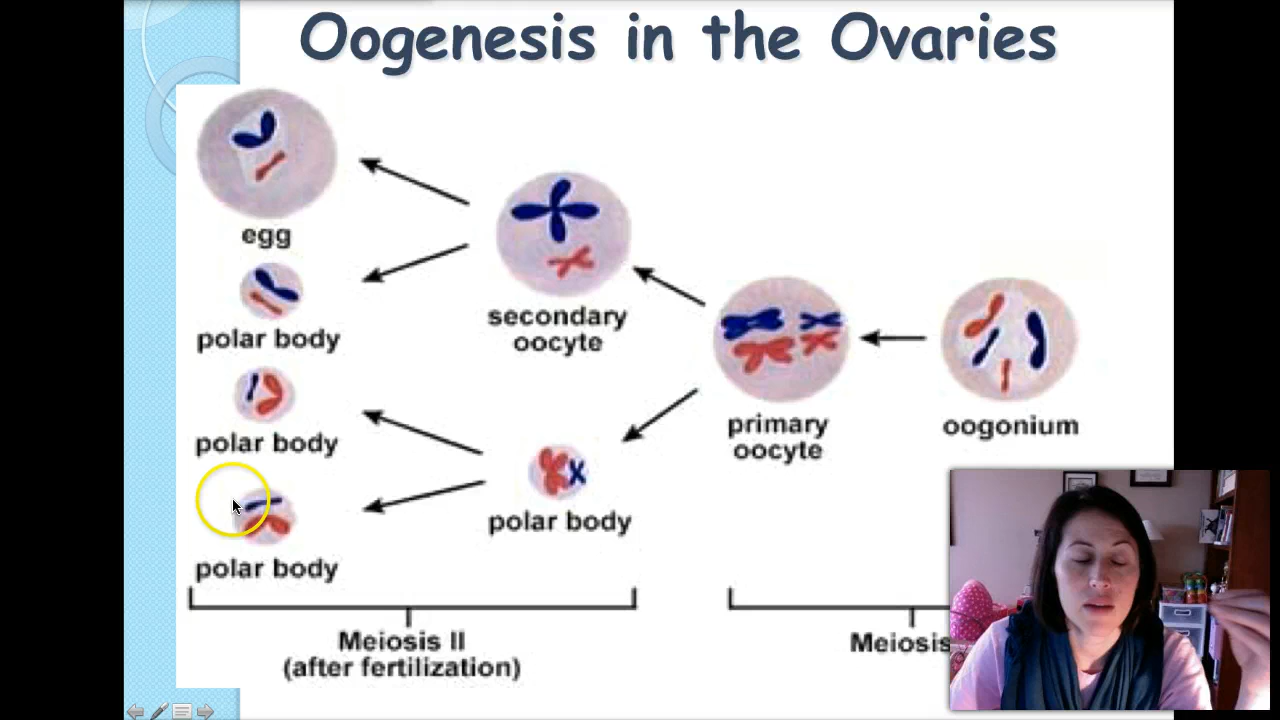 Oogenesis in the Ovaries
egg
polar body
polar body
polar body
secondary
oocyte
polar body
primary
oocyte
oogonium
Meiosis II
(after fertilization)
Meiosis